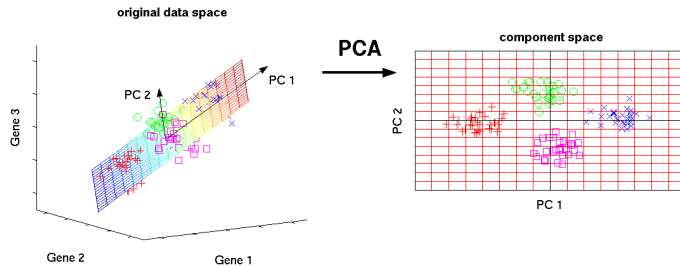 original data space
PCA
component space
PC 1
PC 2
Gene 3
Gene 2
Gene 1
PC 2
PC 1